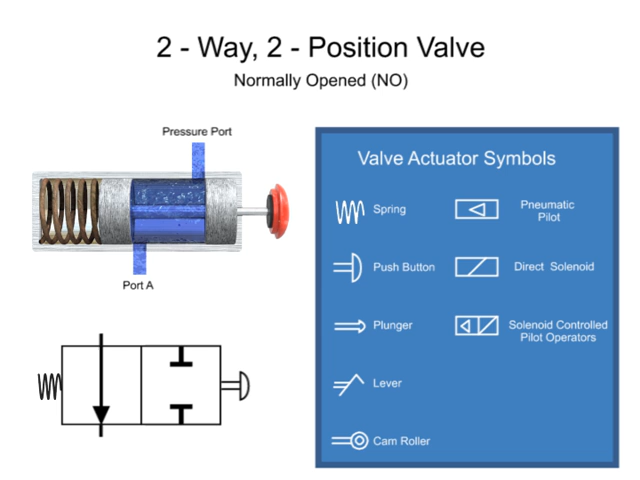 2 - Way, 2 - Position Valve
Normally Opened (NO)
Pressure Port
Port A
Valve Actuator Symbols
Spring
Pneumatic
Pilot
Push Button
Direct Solenoid
Plunger
Solenoid Controlled
Pilot Operators
Lever
Cam Roller